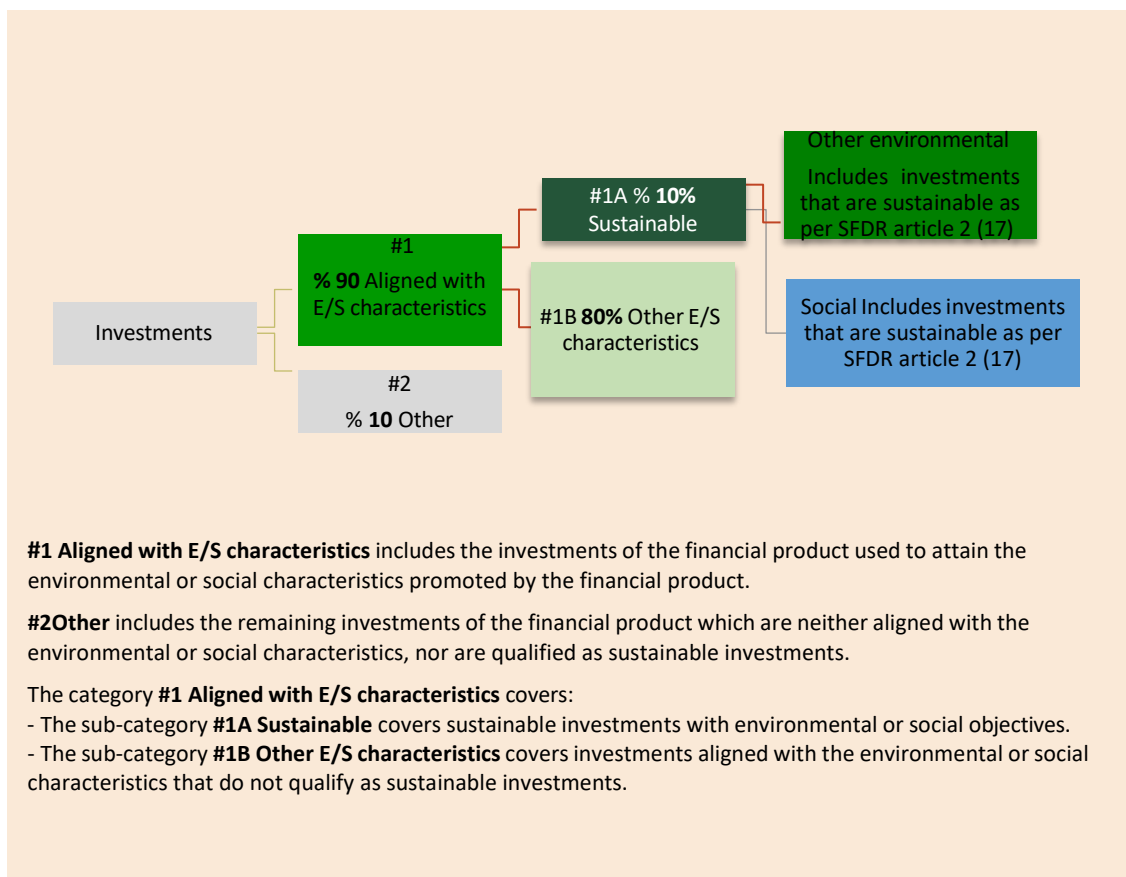 Investments
#1
% 90 Aligned with
E/S characteristics
#2
% 10 Other
#1A % 10%
Sustainable
#1B 80% Other E/S
characteristics
Other environmental
Includes investments
that are sustainable as
per SFDR article 2 (17)
Social Includes investments
that are sustainable as per
SFDR article 2 (17)
#1 Aligned with E/S characteristics includes the investments of the financial product used to attain the
environmental or social characteristics promoted by the financial product.
#2Other includes the remaining investments of the financial product which are neither aligned with the
environmental or social characteristics, nor are qualified as sustainable investments.
The category #1 Aligned with E/S characteristics covers:
- The sub-category #1A Sustainable covers sustainable investments with environmental or social objectives.
- The sub-category #1B Other E/S characteristics covers investments aligned with the environmental or social
characteristics that do not qualify as sustainable investments.